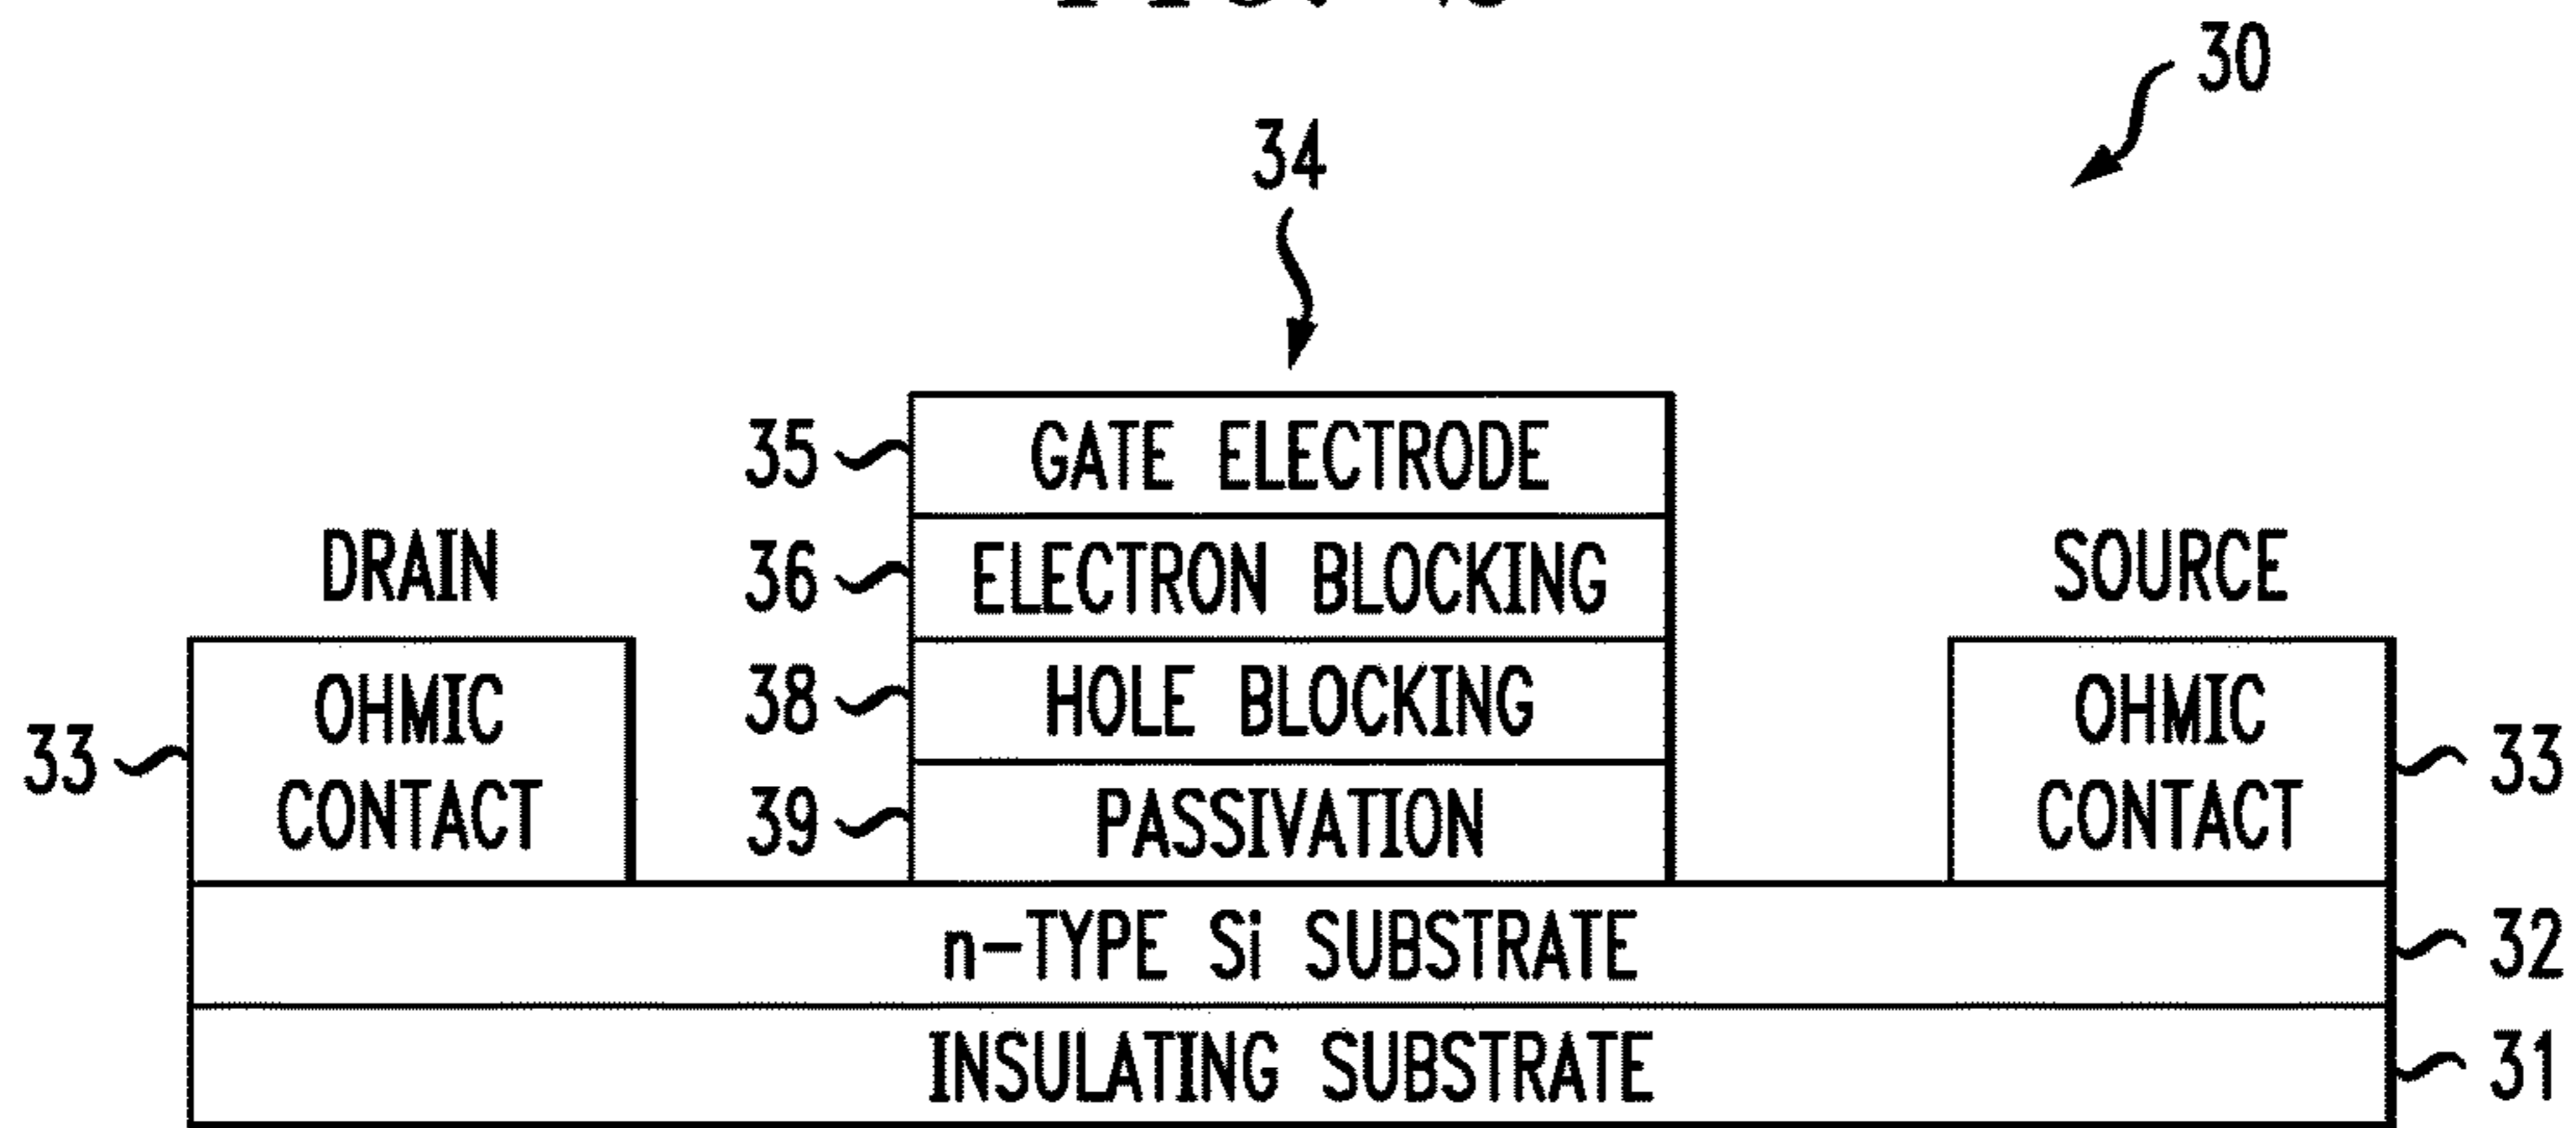 30
34
35 GATE ELECTRODE
DRAIN 36 ELECTRON BLOCKING SOURCE
33 OHMIC CONTACT 38 HOLE BLOCKING OHMIC CONTACT 33
39 PASSIVATION
n-TYPE Si SUBSTRATE 32
INSULATING SUBSTRATE 31